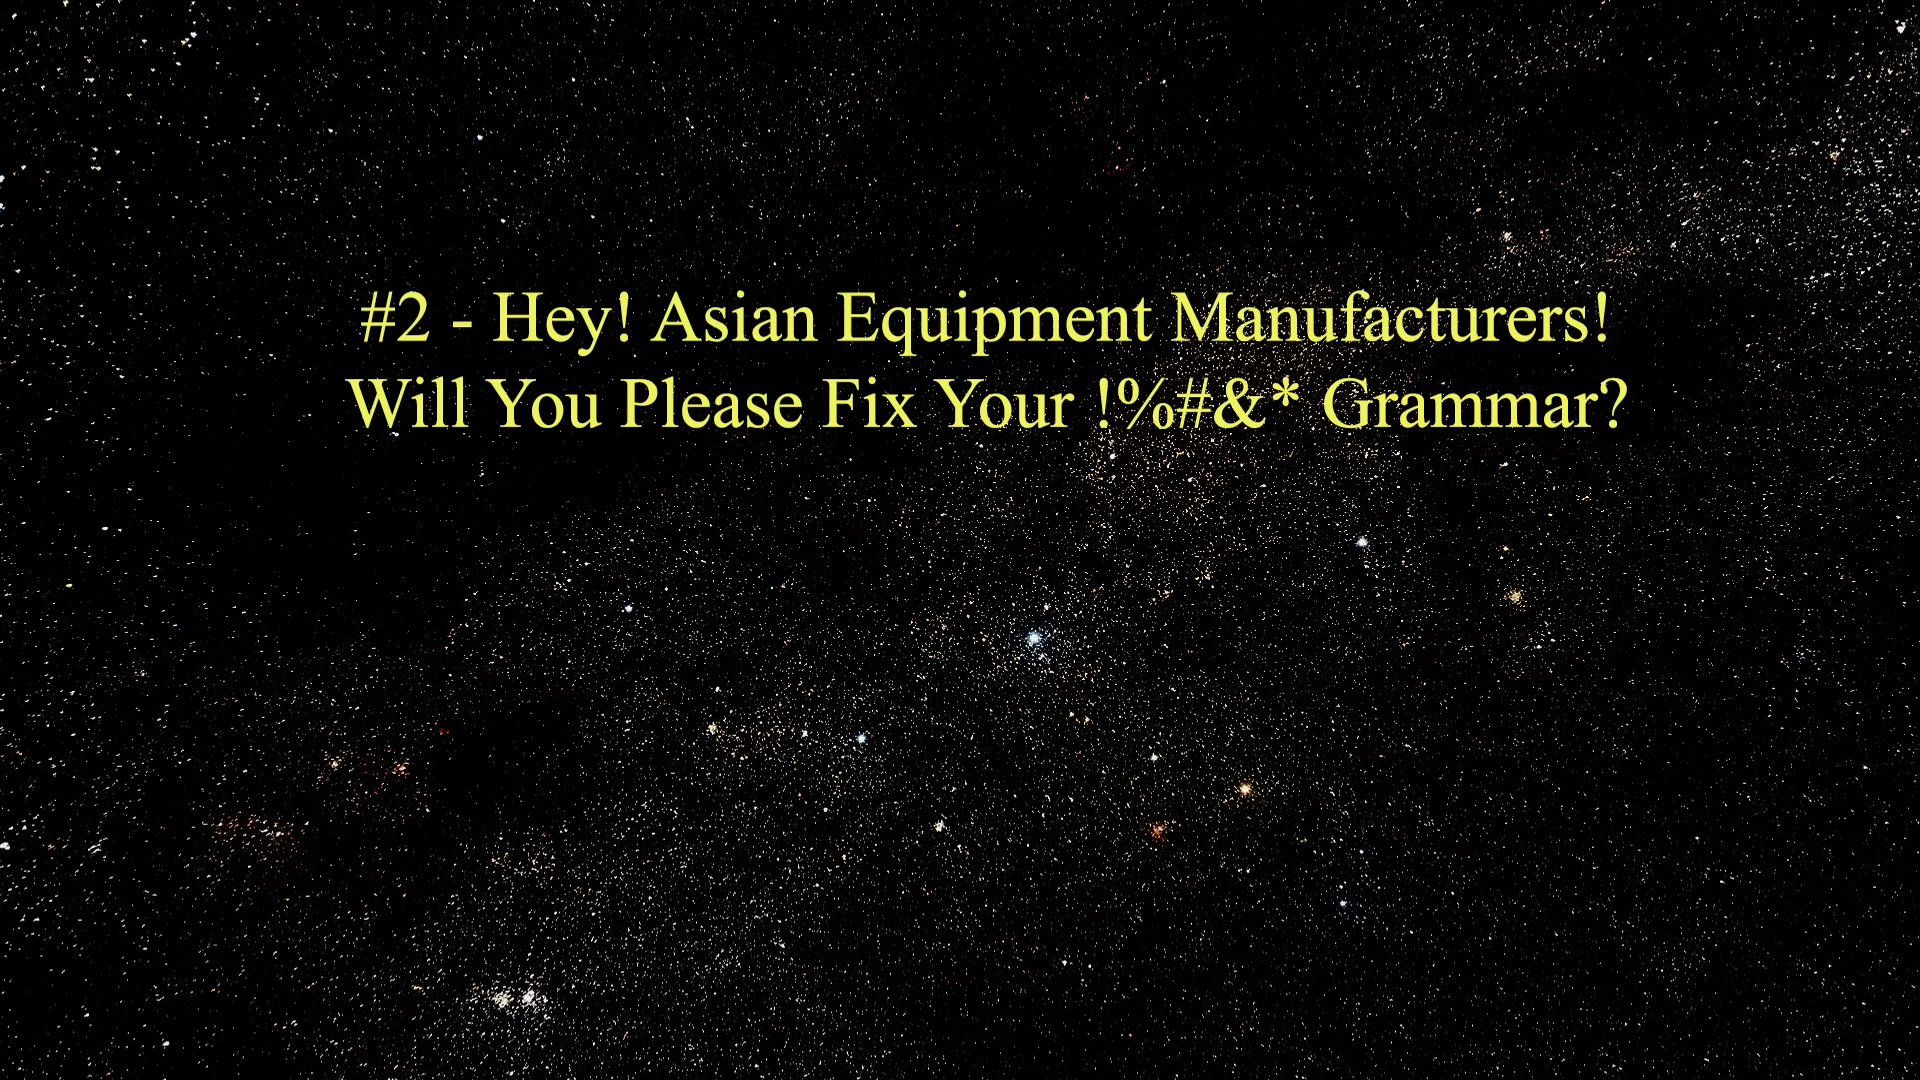 #2 - Hey! Asian Equipment Manufacturers!
Will You Please Fix Your !%#&* Grammar?